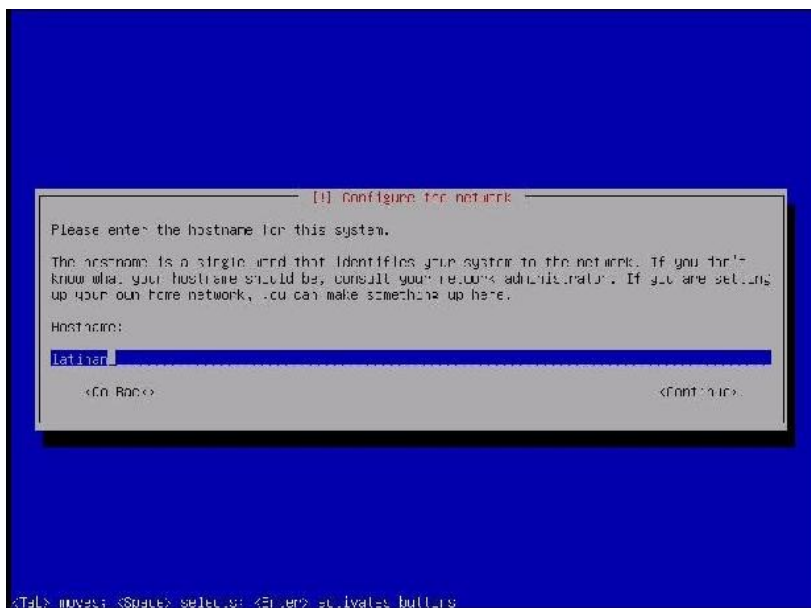 [!] Configure the network
Please enter the hostname for this system.
The hostname is a single word that identifies your system to the network. If you don't
know what your hostname should be, consult your network administrator. If you are setting
up your own home network, you can make something up here.
Hostname:
latihan
<Go Back> <Continue>
<Tab> moves; <Space> selects; <Enter> activates buttons